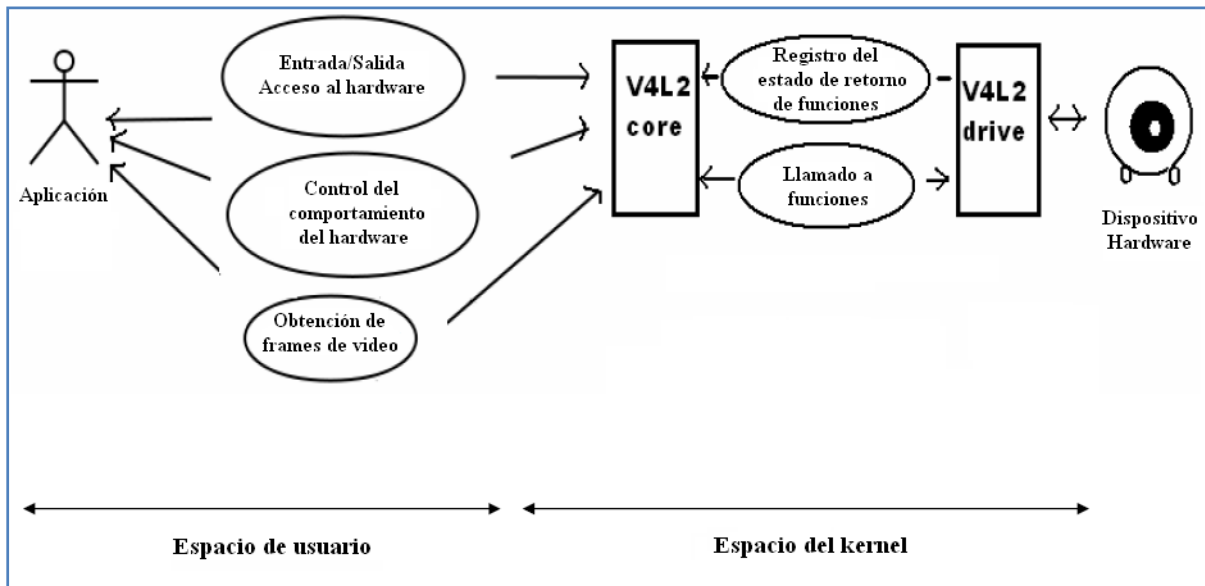 Entrada/Salida
Acceso al hardware
Aplicación
Control del
comportamiento
del hardware
Obtención de
frames de video
V4L2
core
Registro del
estado de retorno
de funciones
Llamado a
funciones
V4L2
drive
Dispositivo
Hardware
Espacio de usuario
Espacio del kernel